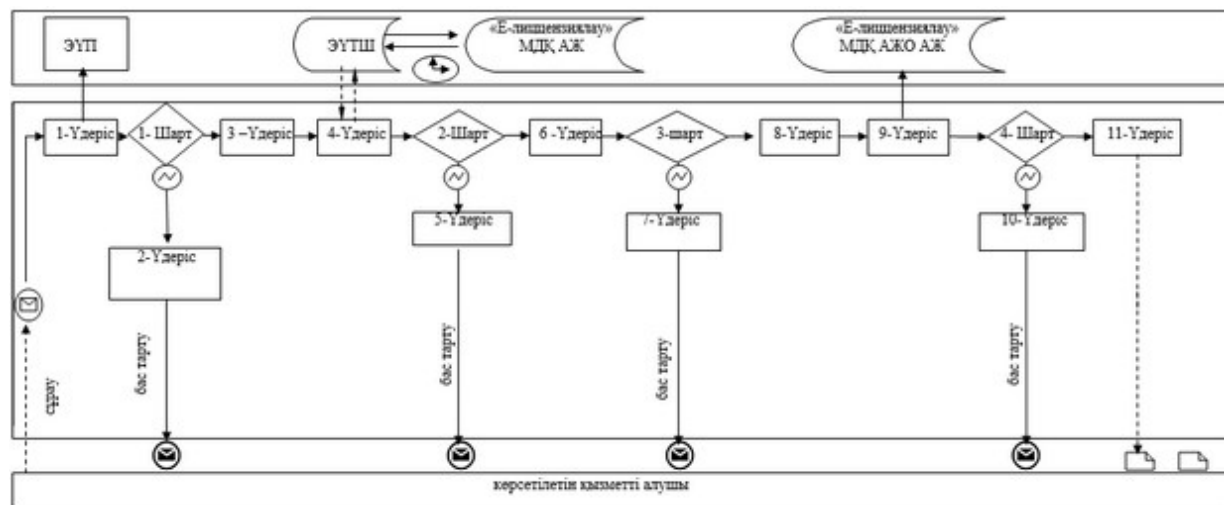 ЭҮП
ЭҮТШ
«Е-лиценззиялау»
МДҚ АЖ
«Е-лиценззиялау»
МДҚ АЖО АЖ
1-Үдеріс
1- Шарт
3 –Үдеріс
4-Үдеріс
2-Шарт
6 -Үдеріс
3-шарт
8-Үдеріс
9-Үдеріс
4- Шарт
11-Үдеріс
2-Үдеріс
5-Үдеріс
7-Үдеріс
10-Үдеріс
сұрау
бас тарту
бас тарту
бас тарту
бас тарту
көрсетілетін қызметті алушы